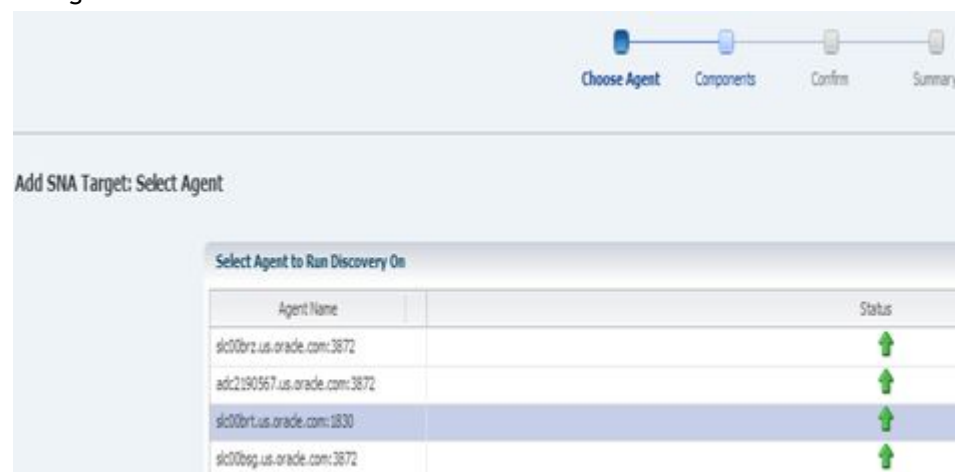 Choose Agent Components Confirm Summary
Add SNA Target: Select Agent
Select Agent to Run Discovery On
Agent Name Status
slc00brz.us.oracle.com:3872
adc2190567.us.oracle.com:3872
slc00brt.us.oracle.com:1830
slc00bsg.us.oracle.com:3872